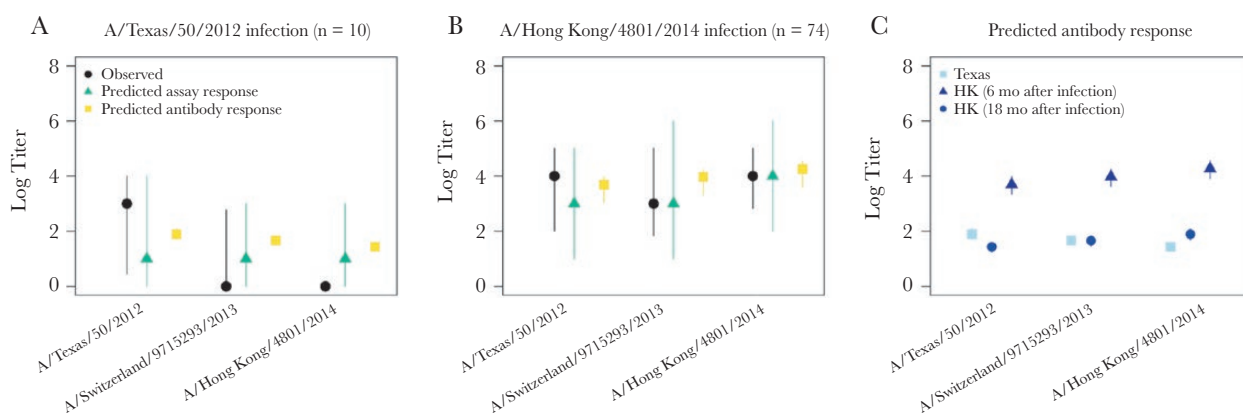 A
A/Texas/50/2012 infection (n = 10)
Log Titer
8
6
4
2
0
Observed
Predicted assay response
Predicted antibody response
A/Texas/50/2012
A/Switzerland/9715293/2013
A/Hong Kong/4801/2014
B
A/Hong Kong/4801/2014 infection (n = 74)
Log Titer
8
6
4
2
0
A/Texas/50/2012
A/Switzerland/9715293/2013
A/Hong Kong/4801/2014
C
Predicted antibody response
Log Titer
8
6
4
2
0
Texas
HK (6 mo after infection)
HK (18 mo after infection)
A/Texas/50/2012
A/Switzerland/9715293/2013
A/Hong Kong/4801/2014